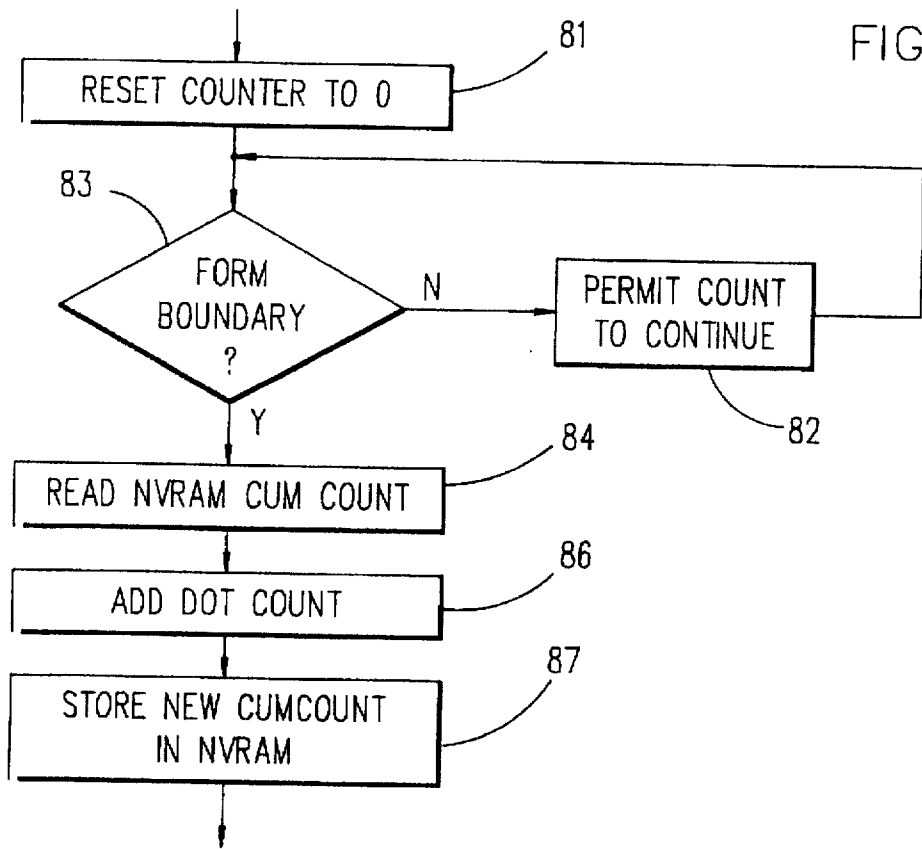 FIG
81
RESET COUNTER TO 0
83
FORM
BOUNDARY
?
N
PERMIT COUNT
TO CONTINUE
82
Y
84
READ NVRAM CUM COUNT
86
ADD DOT COUNT
87
STORE NEW CUMCOUNT
IN NVRAM